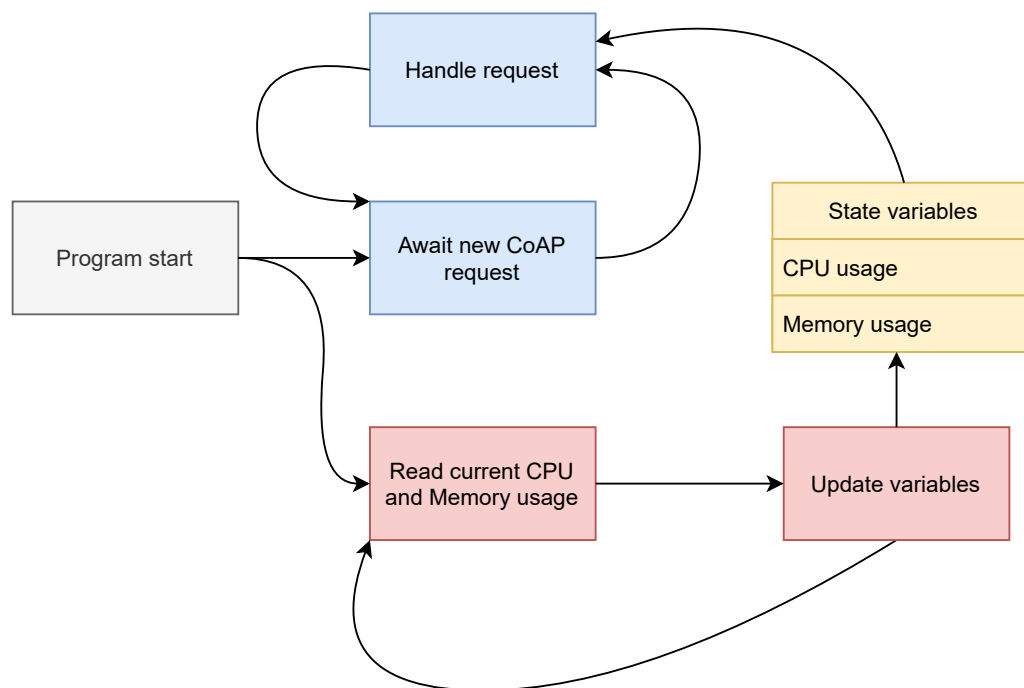 Handle request
Program start
Await new CoAP
request
State variables
CPU usage
Memory usage
Read current CPU
and Memory usage
Update variables